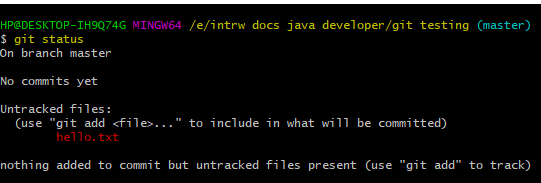 HP@DESKTOP-IH9Q74G MINGW64 /e/intrw docs java developer/git testing (master)
$ git status
On branch master
No commits yet
Untracked files:
(use "git add <file>..." to include in what will be committed)
hello.txt
nothing added to commit but untracked files present (use "git add" to track)